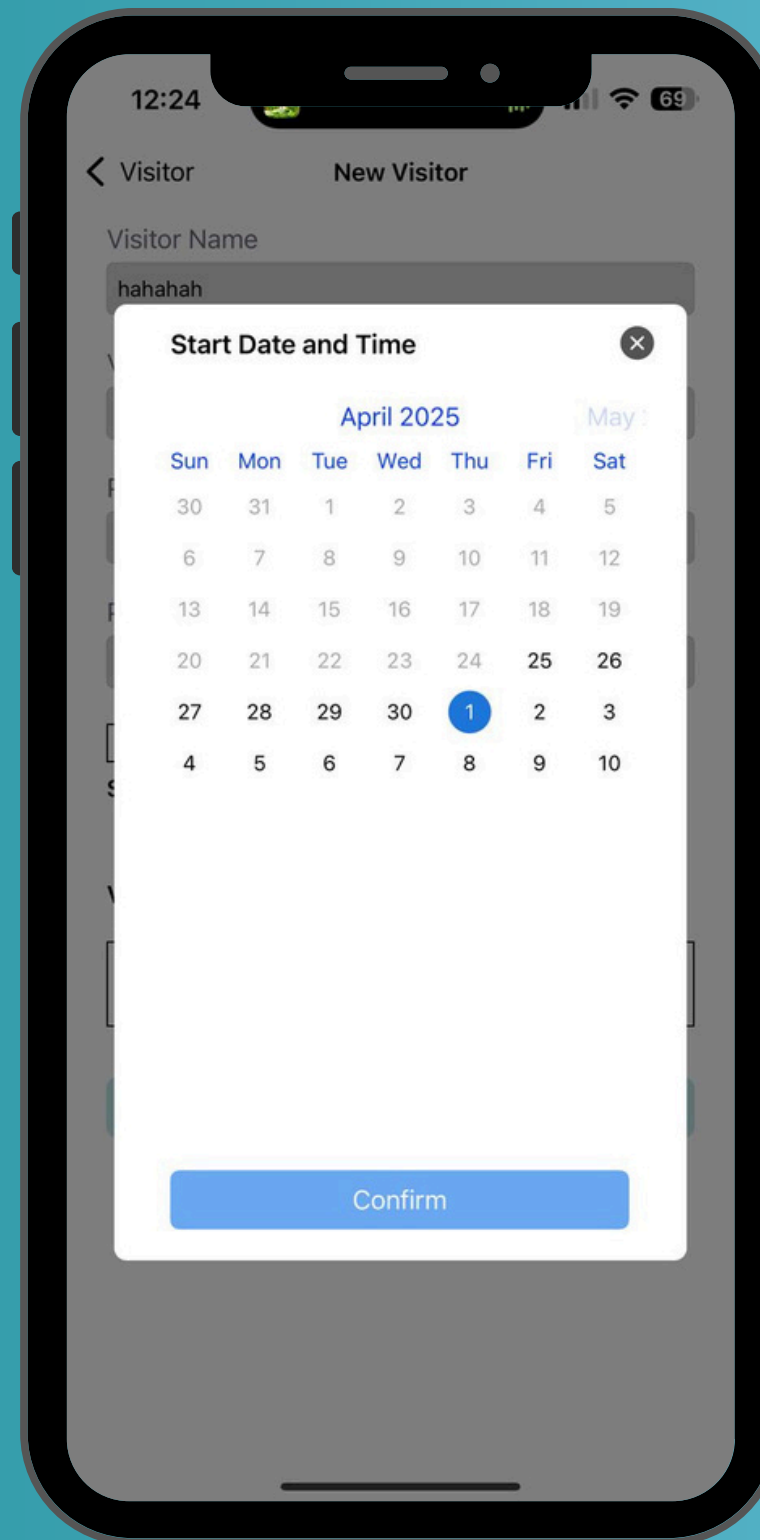 12:24 69
Visitor New Visitor
Visitor Name
hahahah
Start Date and Time
April 2025 May
Sun Mon Tue Wed Thu Fri Sat
30 31 1 2 3 4 5
6 7 8 9 10 11 12
13 14 15 16 17 18 19
20 21 22 23 24 25 26
27 28 29 30 1 2 3
4 5 6 7 8 9 10
Confirm